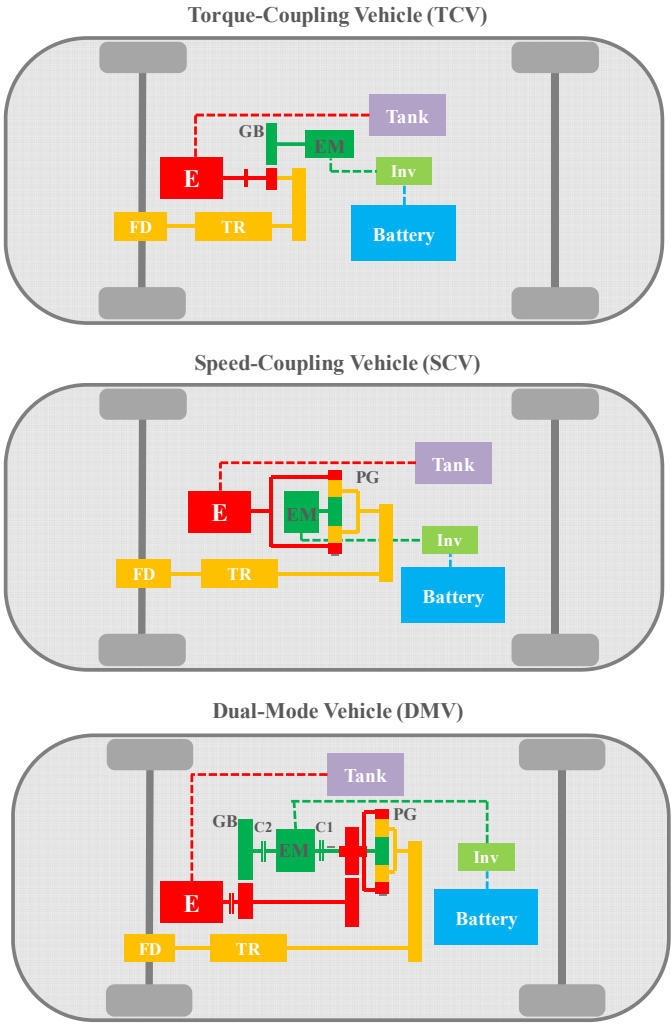 Torque-Coupling Vehicle (TCV)
Tank
GB
EM
Inv
E
FD
TR
Battery
Speed-Coupling Vehicle (SCV)
Tank
PG
E
EM
Inv
FD
TR
Battery
Dual-Mode Vehicle (DMV)
Tank
PG
GB
C2
C1
EM
Inv
E
Battery
FD
TR